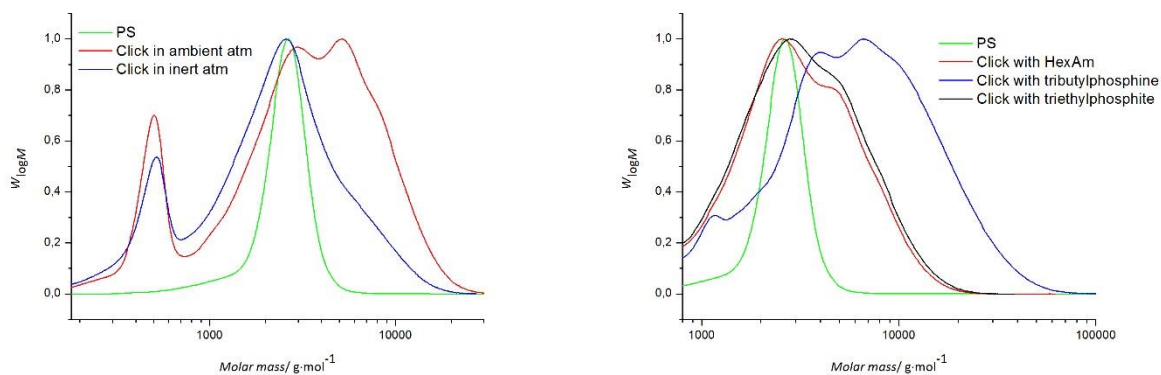 1,0
0,8
0,6
0,4
0,2
0,0
WlogM
PS
Click in ambient atm
Click in inert atm
1000
10000
Molar mass/ g·mol-1
1,0
0,8
0,6
0,4
0,2
0,0
WlogM
PS
Click with HexAm
Click with tributylphosphine
Click with triethylphosphite
1000
10000
100000
Molar mass/ g·mol-1